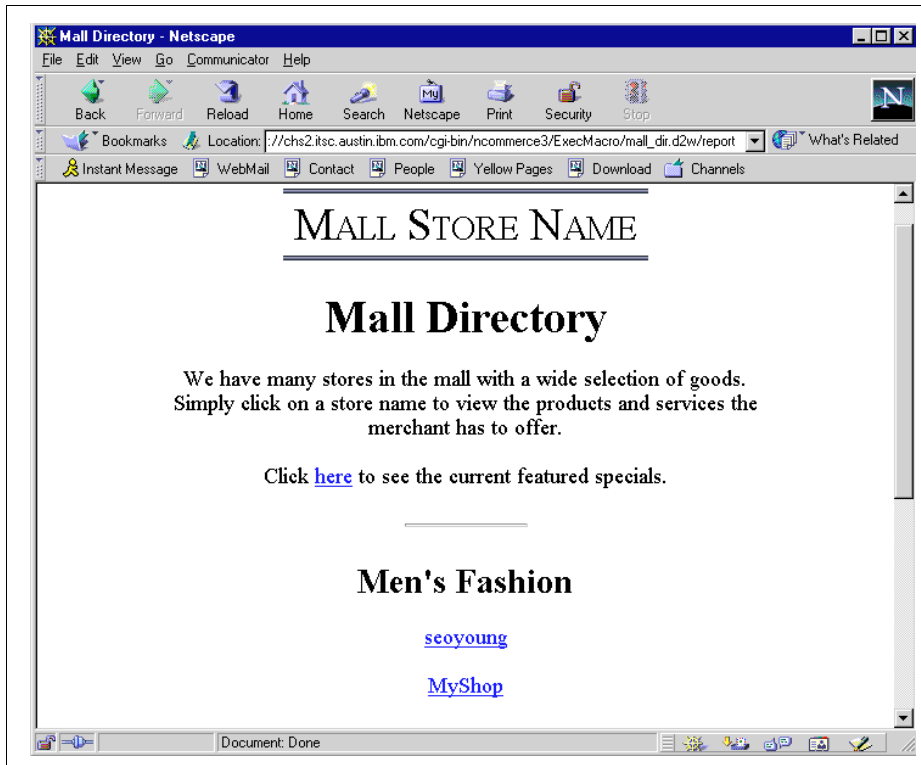 Mall Directory - Netscape
File Edit View Go Communicator Help
Back Forward Reload Home Search Netscape Print Security Stop
My
N
Bookmarks Location: ://chs2.itsc.austin.ibm.com/cgi-bin/ncommerce3/ExecMacro/mall_dir.d2w/report What's Related
Instant Message WebMail Contact People Yellow Pages Download Channels
MALL STORE NAME
Mall Directory
We have many stores in the mall with a wide selection of goods.
Simply click on a store name to view the products and services the
merchant has to offer.
Click here to see the current featured specials.
Men's Fashion
seoyoung
MyShop
Document: Done